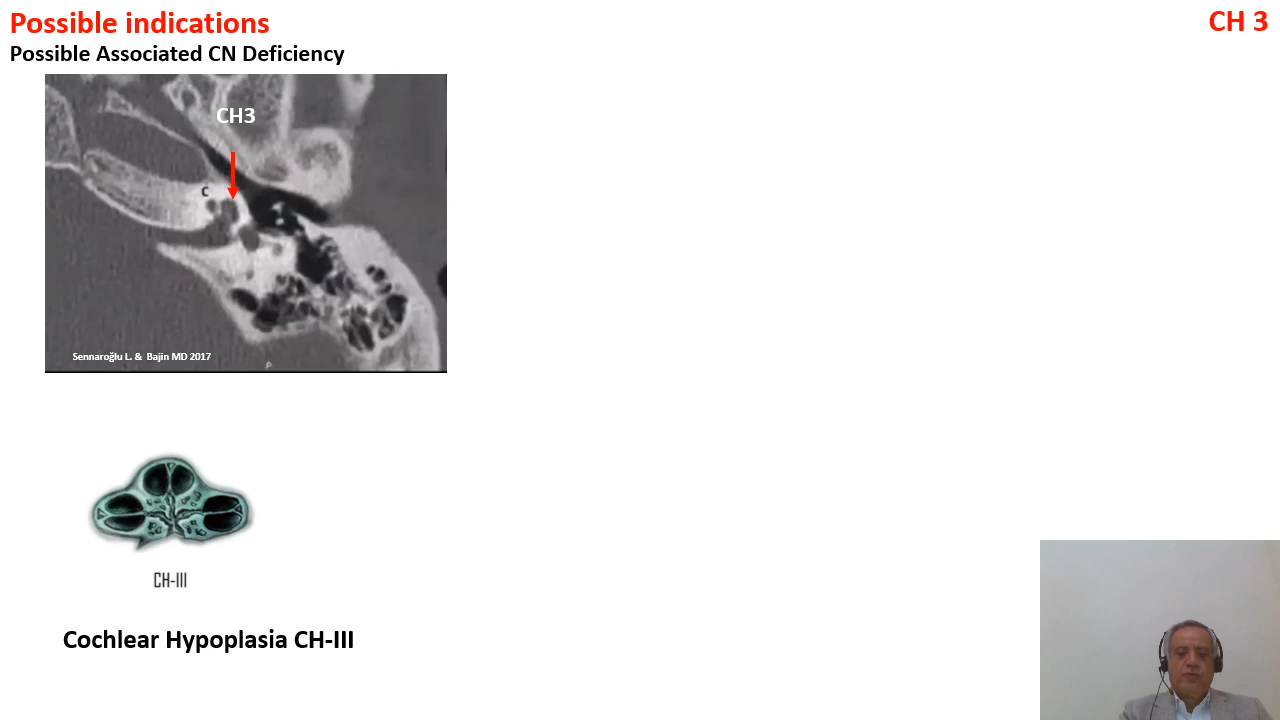 Possible indications
CH 3
Possible Associated CN Deficiency
CH3
C
Sennaroğlu L. & Bajin MD 2017
P
CH-III
Cochlear Hypoplasia CH-III